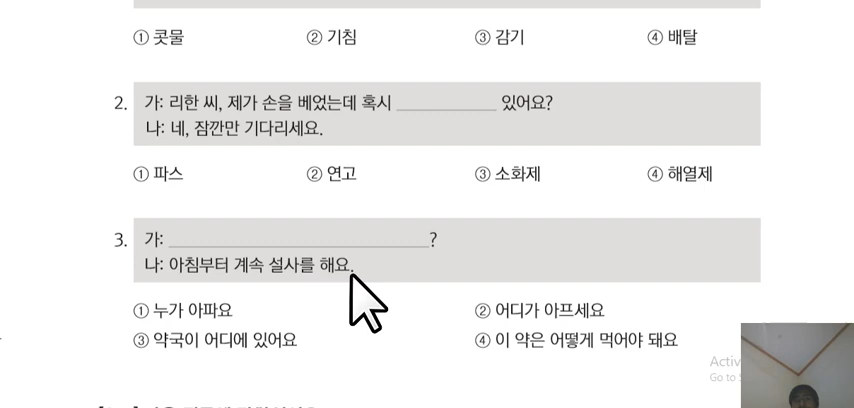 ① 콧물 ② 기침 ③ 감기 ④ 배탈
2. 가: 리한 씨, 제가 손을 베었는데 혹시 __________ 있어요?
나: 네, 잠깐만 기다리세요.
① 파스 ② 연고 ③ 소화제 ④ 해열제
3. 가: __________________________?
나: 아침부터 계속 설사를 해요.
① 누가 아파요 ② 어디가 아프세요
③ 약국이 어디에 있어요 ④ 이 약은 어떻게 먹어야 돼요
Go to